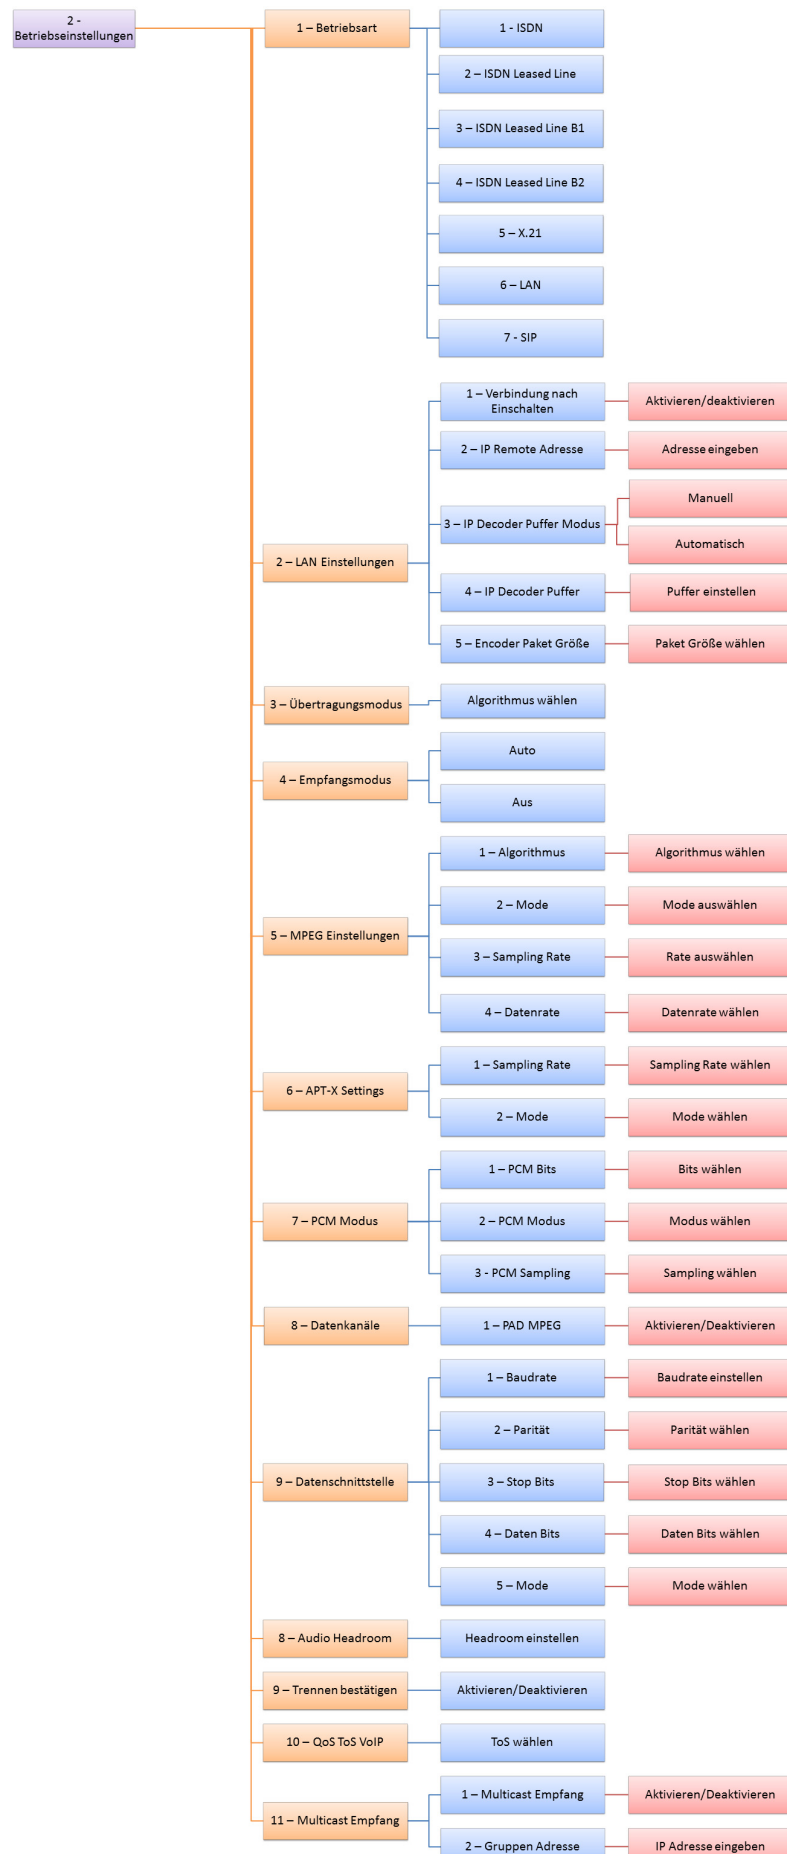 2 -
Betriebseinstellungen
1 – Betriebsart
1 - ISDN
2 – ISDN Leased Line
3 – ISDN Leased Line B1
4 – ISDN Leased Line B2
5 – X.21
6 – LAN
7 - SIP
2 – LAN Einstellungen
1 – Verbindung nach
Einschalten
Aktivieren/deaktivieren
2 – IP Remote Adresse
Adresse eingeben
3 – IP Decoder Puffer Modus
Manuell
Automatisch
4 – IP Decoder Puffer
Puffer einstellen
5 – Encoder Paket Größe
Paket Größe wählen
3 – Übertragungsmodus
Algorithmus wählen
4 – Empfangsmodus
Auto
Aus
5 – MPEG Einstellungen
1 – Algorithmus
Algorithmus wählen
2 – Mode
Mode auswählen
3 – Sampling Rate
Rate auswählen
4 – Datenrate
Datenrate wählen
6 – APT-X Settings
1 – Sampling Rate
Sampling Rate wählen
2 – Mode
Mode wählen
7 – PCM Modus
1 – PCM Bits
Bits wählen
2 – PCM Modus
Modus wählen
3 - PCM Sampling
Sampling wählen
8 – Datenkanäle
1 – PAD MPEG
Aktivieren/Deaktivieren
9 – Datenschnittstelle
1 – Baudrate
Baudrate einstellen
2 – Parität
Parität wählen
3 – Stop Bits
Stop Bits wählen
4 – Daten Bits
Daten Bits wählen
5 – Mode
Mode wählen
8 – Audio Headroom
Headroom einstellen
9 – Trennen bestätigen
Aktivieren/Deaktivieren
10 – QoS ToS VoIP
ToS wählen
11 – Multicast Empfang
1 – Multicast Empfang
Aktivieren/Deaktivieren
2 – Gruppen Adresse
IP Adresse eingeben